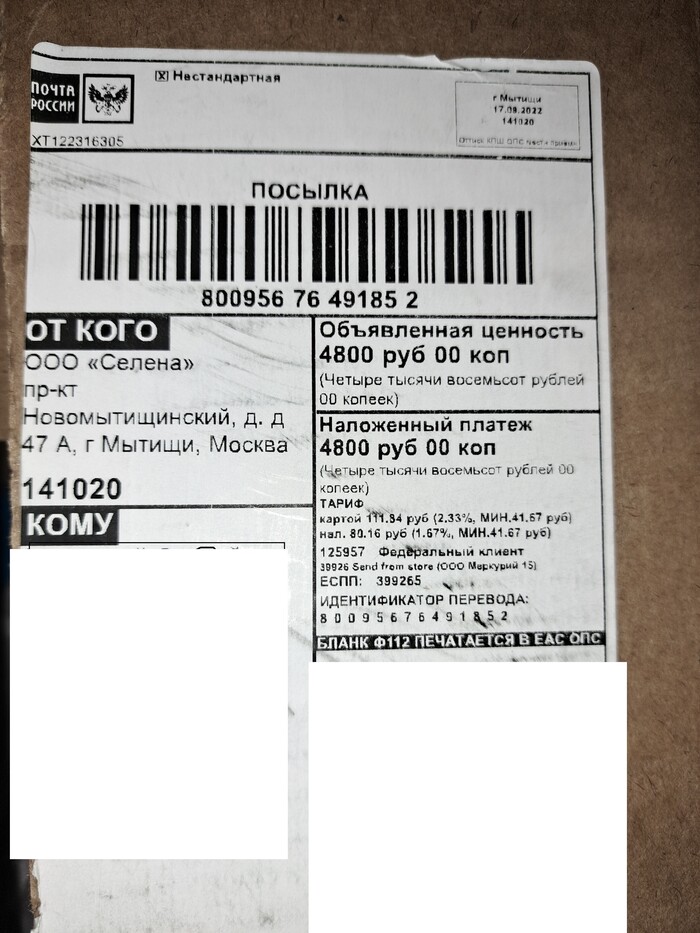 ПОЧТА
РОССИИ
☒ Нестандартная
г Мытищи
17.08.2022
141020
Оттиск КПШ ОПС места приема
XT122316305
ПОСЫЛКА
800956 76 49185 2
ОТ КОГО
ООО «Селена»
пр-кт
Новомытищинский, д. д
47 А, г Мытищи, Москва
141020
КОМУ
Объявленная ценность
4800 руб 00 коп
(Четыре тысячи восемьсот рублей
00 копеек)
Наложенный платеж
4800 руб 00 коп
(Четыре тысячи восемьсот рублей 00
копеек)
ТАРИФ
картой 111.84 руб (2.33%, МИН.41.67 руб)
нал. 80.16 руб (1.67%, МИН.41.67 руб)
125957 Федеральный клиент
39926 Send from store (ООО Меркурий 15)
ЕСПП: 399265
ИДЕНТИФИКАТОР ПЕРЕВОДА:
8 0 0 9 5 6 7 6 4 9 1 8 5 2
БЛАНК Ф112 ПЕЧАТАЕТСЯ В ЕАС ОПС